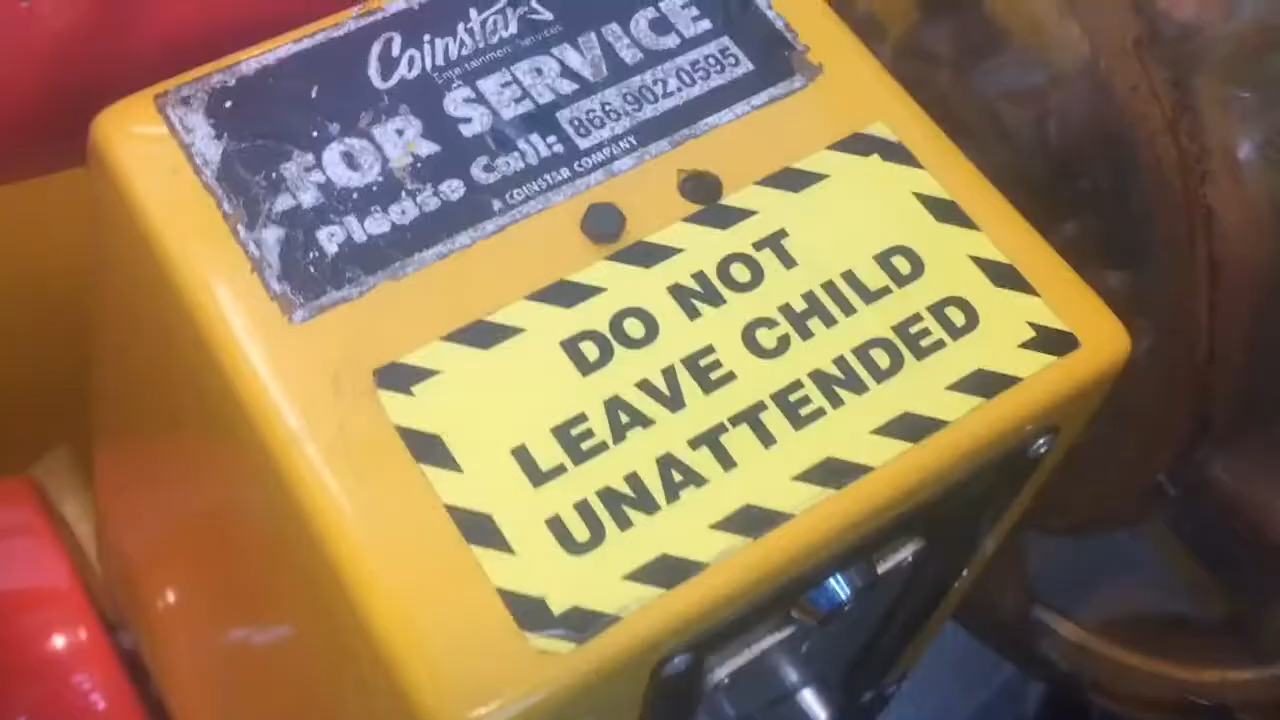 Coinstar
Entertainment Services
FOR SERVICE
Please Call: 866.902.0595
A COINSTAR COMPANY
DO NOT
LEAVE CHILD
UNATTENDED